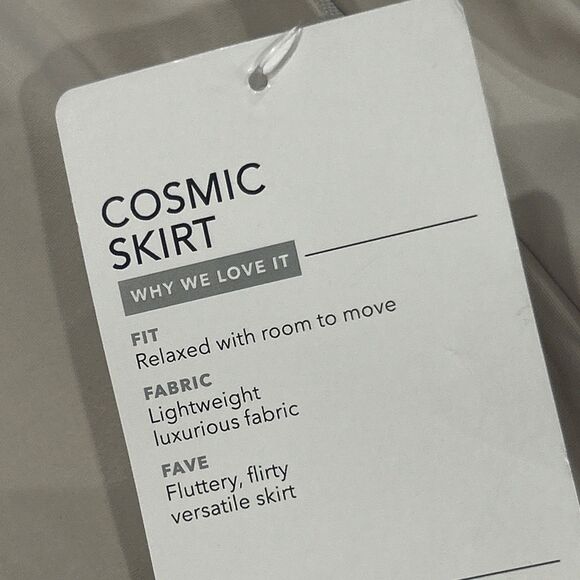 COSMIC
SKIRT
WHY WE LOVE IT
FIT
Relaxed with room to move
FABRIC
Lightweight
luxurious fabric
FAVE
Fluttery, flirty
versatile skirt